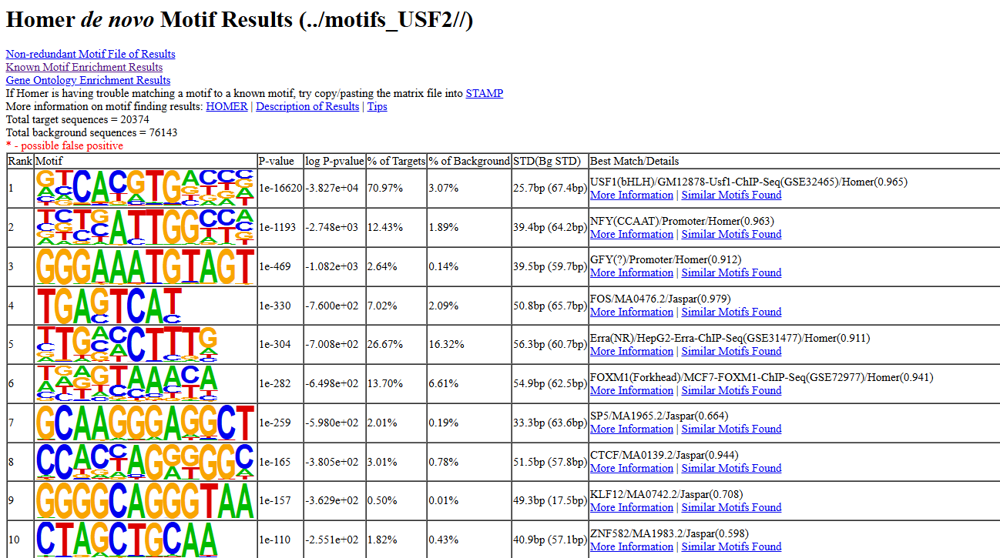 Homer de novo Motif Results (../motifs_USF2//)
Non-redundant Motif File of Results
Known Motif Enrichment Results
Gene Ontology Enrichment Results
If Homer is having trouble matching a motif to a known motif, try copy/pasting the matrix file into STAMP
More information on motif finding results: HOMER | Description of Results | Tips
Total target sequences = 20374
Total background sequences = 76143
* - possible false positive
Rank Motif P-value log P-pvalue % of Targets % of Background STD(Bg STD) Best Match/Details
1 1e-16620 -3.827e+04 70.97% 3.07% 25.7bp (67.4bp) USF1(bHLH)/GM12878-Usf1-ChIP-Seq(GSE32465)/Homer(0.965)
More Information | Similar Motifs Found
2 1e-1193 -2.748e+03 12.43% 1.89% 39.4bp (64.2bp) NFY(CCAAT)/Promoter/Homer(0.963)
More Information | Similar Motifs Found
3 GGGAAATGTAGT 1e-469 -1.082e+03 2.64% 0.14% 39.5bp (59.7bp) GFY(?)/Promoter/Homer(0.912)
More Information | Similar Motifs Found
4 TGAGTCAT 1e-330 -7.600e+02 7.02% 2.09% 50.8bp (65.7bp) FOS/MA0476.2/Jaspar(0.979)
More Information | Similar Motifs Found
5 1e-304 -7.008e+02 26.67% 16.32% 56.3bp (60.7bp) Erra(NR)/HepG2-Erra-ChIP-Seq(GSE31477)/Homer(0.911)
More Information | Similar Motifs Found
6 1e-282 -6.498e+02 13.70% 6.61% 54.9bp (62.5bp) FOXM1(Forkhead)/MCF7-FOXM1-ChIP-Seq(GSE72977)/Homer(0.941)
More Information | Similar Motifs Found
7 GCAAGGGAGGCT 1e-259 -5.980e+02 2.01% 0.19% 33.3bp (63.6bp) SP5/MA1965.2/Jaspar(0.664)
More Information | Similar Motifs Found
8 1e-165 -3.805e+02 3.01% 0.78% 51.5bp (57.8bp) CTCF/MA0139.2/Jaspar(0.944)
More Information | Similar Motifs Found
9 GGGGCAGGGTAA 1e-157 -3.629e+02 0.50% 0.01% 49.3bp (17.5bp) KLF12/MA0742.2/Jaspar(0.708)
More Information | Similar Motifs Found
10 CTAGCTGCAA 1e-110 -2.551e+02 1.82% 0.43% 40.9bp (57.1bp) ZNF582/MA1983.2/Jaspar(0.598)
More Information | Similar Motifs Found